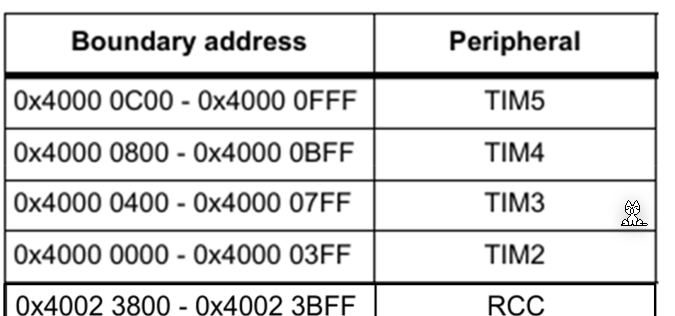 Boundary address Peripheral
0x4000 0C00 - 0x4000 0FFF TIM5
0x4000 0800 - 0x4000 0BFF TIM4
0x4000 0400 - 0x4000 07FF TIM3
0x4000 0000 - 0x4000 03FF TIM2
0x4002 3800 - 0x4002 3BFF RCC